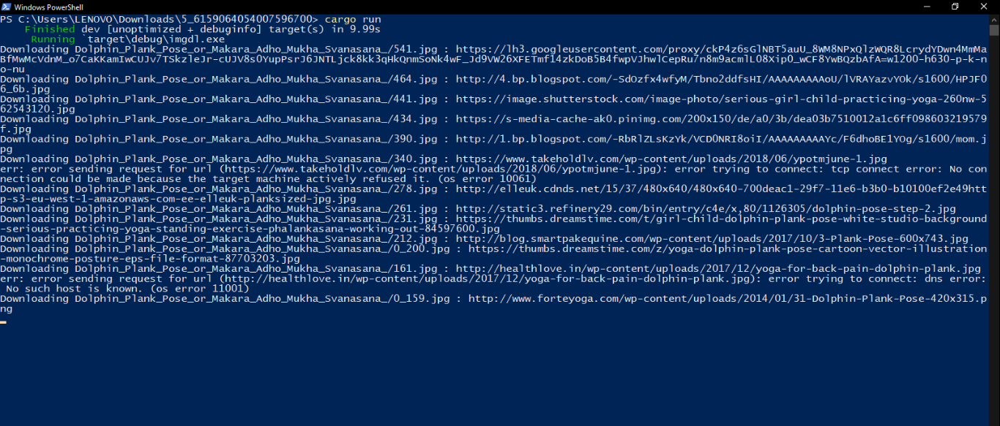 Windows PowerShell
PS C:\Users\LENOVO\Downloads\5_6159064054007596700> cargo run
    Finished dev [unoptimized + debuginfo] target(s) in 9.99s
     Running `target\debug\imgdl.exe`
Downloading Dolphin_Plank_Pose_or_Makara_Adho_Mukha_Svanasana_/541.jpg : https://lh3.googleusercontent.com/proxy/ckP4z6sGlNBT5auU_8WM8NPxQlzWQR8LcrydYDwn4MmMa
BfMwMcVdnM_o7CaKKamIwCUJv7TSkzleJr-cUJV8sOYupPsrJ6JNTLjck8kk3qHkQnmSoNk4wF_Jd9VW26XFETmf14zkDoB5B4fwpVJhwlCepRu7n8m9acmlL08Xip0_wCF8YwBQzbAfA=w1200-h630-p-k-n
o-nu
Downloading Dolphin_Plank_Pose_or_Makara_Adho_Mukha_Svanasana_/464.jpg : http://4.bp.blogspot.com/-SdOzfx4wfyM/Tbno2ddfsHI/AAAAAAAAAoU/lVRAYazvYOk/s1600/HPJF0
6_6b.jpg
Downloading Dolphin_Plank_Pose_or_Makara_Adho_Mukha_Svanasana_/441.jpg : https://image.shutterstock.com/image-photo/serious-girl-child-practicing-yoga-260nw-5
62543120.jpg
Downloading Dolphin_Plank_Pose_or_Makara_Adho_Mukha_Svanasana_/434.jpg : https://s-media-cache-ak0.pinimg.com/200x150/de/a0/3b/dea03b7510012a1c6ff098603219579
f.jpg
Downloading Dolphin_Plank_Pose_or_Makara_Adho_Mukha_Svanasana_/390.jpg : http://1.bp.blogspot.com/-RbRlZLsKzYk/VCD0NRI8oiI/AAAAAAAAAYc/F6dhoBE1YOg/s1600/mom.j
pg
Downloading Dolphin_Plank_Pose_or_Makara_Adho_Mukha_Svanasana_/340.jpg : https://www.takeholdlv.com/wp-content/uploads/2018/06/ypotmjune-1.jpg
err: error sending request for url (https://www.takeholdlv.com/wp-content/uploads/2018/06/ypotmjune-1.jpg): error trying to connect: tcp connect error: No con
nection could be made because the target machine actively refused it. (os error 10061)
Downloading Dolphin_Plank_Pose_or_Makara_Adho_Mukha_Svanasana_/278.jpg : http://elleuk.cdnds.net/15/37/480x640/480x640-700deac1-29f7-11e6-b3b0-b10100ef2e49htt
p-s3-eu-west-1-amazonaws-com-ee-elleuk-planksized-jpg.jpg
Downloading Dolphin_Plank_Pose_or_Makara_Adho_Mukha_Svanasana_/261.jpg : http://static3.refinery29.com/bin/entry/c4e/x,80/1126305/dolphin-pose-step-2.jpg
Downloading Dolphin_Plank_Pose_or_Makara_Adho_Mukha_Svanasana_/231.jpg : https://thumbs.dreamstime.com/t/girl-child-dolphin-plank-pose-white-studio-background
-serious-practicing-yoga-standing-exercise-phalankasana-working-out-84597600.jpg
Downloading Dolphin_Plank_Pose_or_Makara_Adho_Mukha_Svanasana_/212.jpg : http://blog.smartpakequine.com/wp-content/uploads/2017/10/3-Plank-Pose-600x743.jpg
Downloading Dolphin_Plank_Pose_or_Makara_Adho_Mukha_Svanasana_/0_200.jpg : https://thumbs.dreamstime.com/z/yoga-dolphin-plank-pose-cartoon-vector-illustration
-monochrome-posture-eps-file-format-87703203.jpg
Downloading Dolphin_Plank_Pose_or_Makara_Adho_Mukha_Svanasana_/161.jpg : http://healthlove.in/wp-content/uploads/2017/12/yoga-for-back-pain-dolphin-plank.jpg
err: error sending request for url (http://healthlove.in/wp-content/uploads/2017/12/yoga-for-back-pain-dolphin-plank.jpg): error trying to connect: dns error:
 No such host is known. (os error 11001)
Downloading Dolphin_Plank_Pose_or_Makara_Adho_Mukha_Svanasana_/0_159.jpg : http://www.forteyoga.com/wp-content/uploads/2014/01/31-Dolphin-Plank-Pose-420x315.p
ng